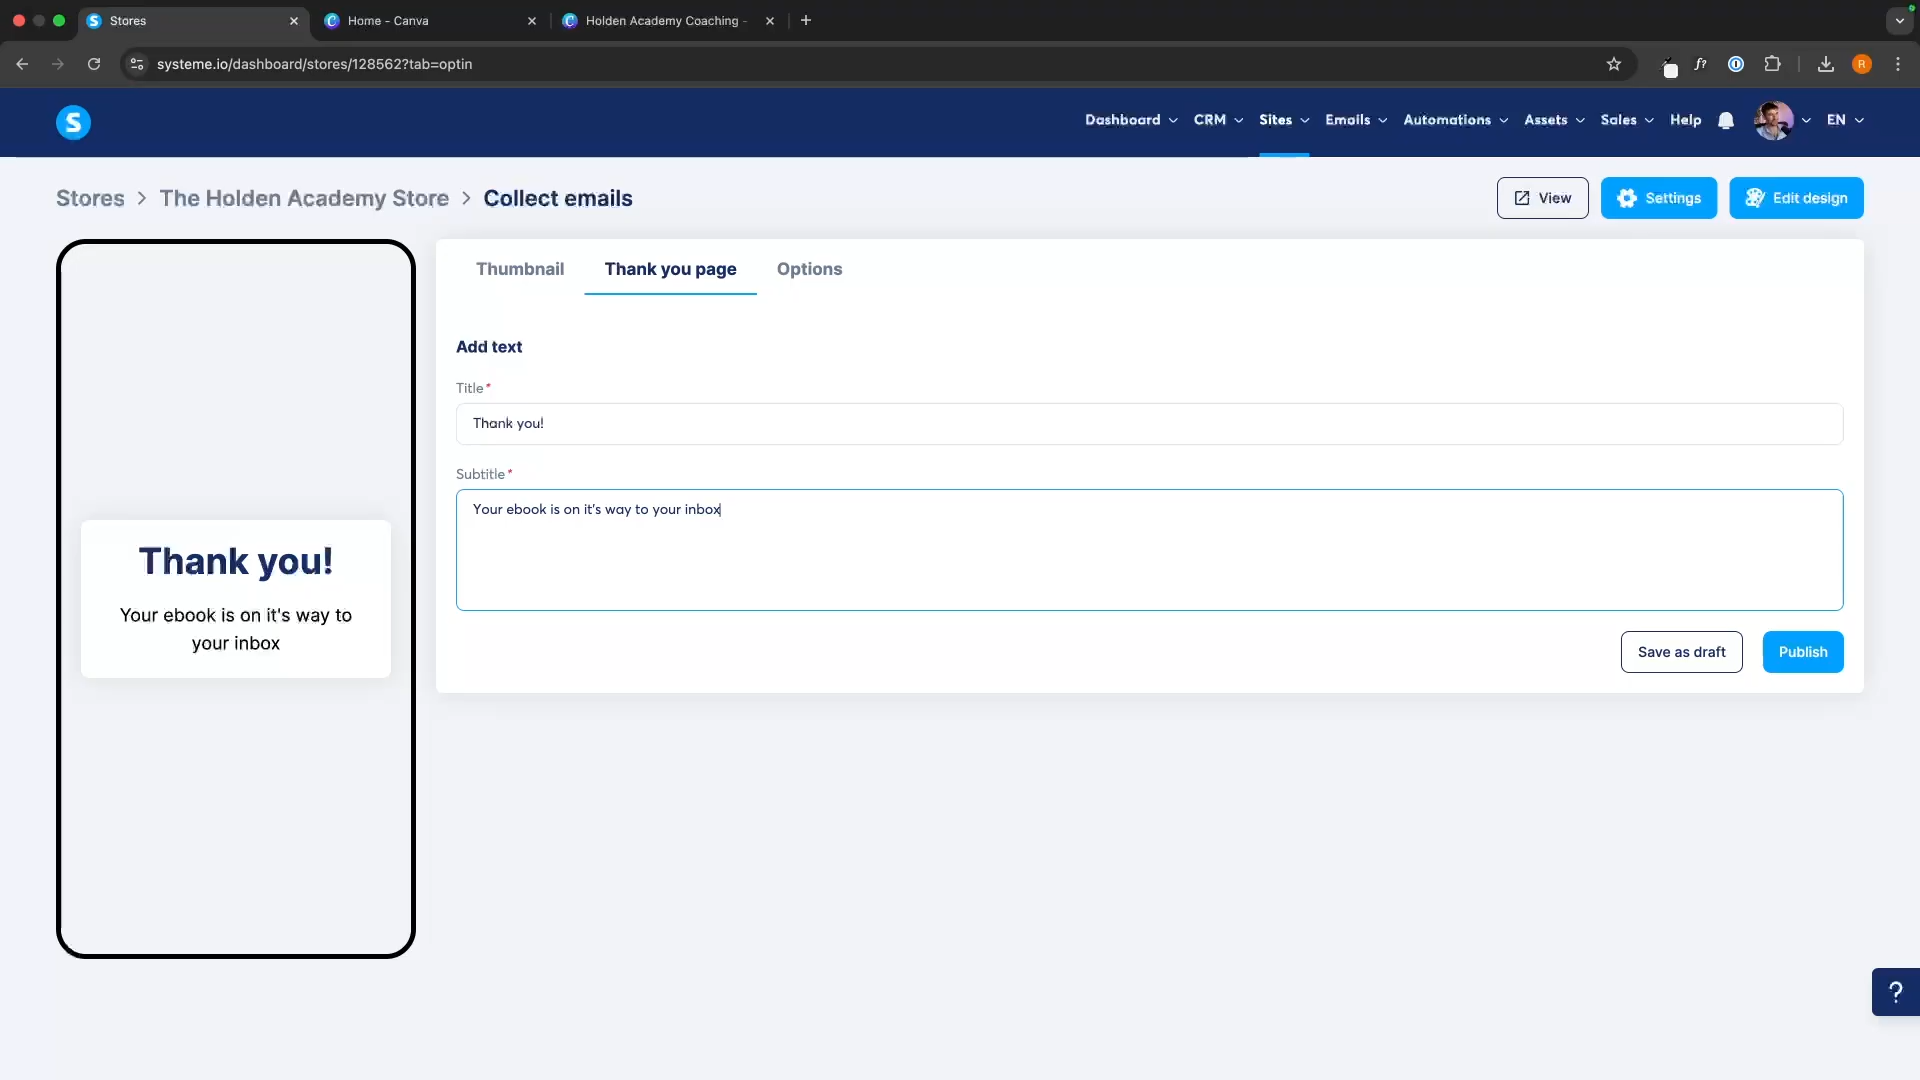 Stores
Home - Canva
Holden Academy Coaching -
systeme.io/dashboard/stores/128562?tab=optin
R
S
Dashboard
CRM
Sites
Emails
Automations
Assets
Sales
Help
EN
Stores > The Holden Academy Store > Collect emails
View
Settings
Edit design
Thumbnail
Thank you page
Options
Add text
Title*
Thank you!
Subtitle*
Your ebook is on it's way to your inbox
Save as draft
Publish
Thank you!
Your ebook is on it's way to
your inbox
?